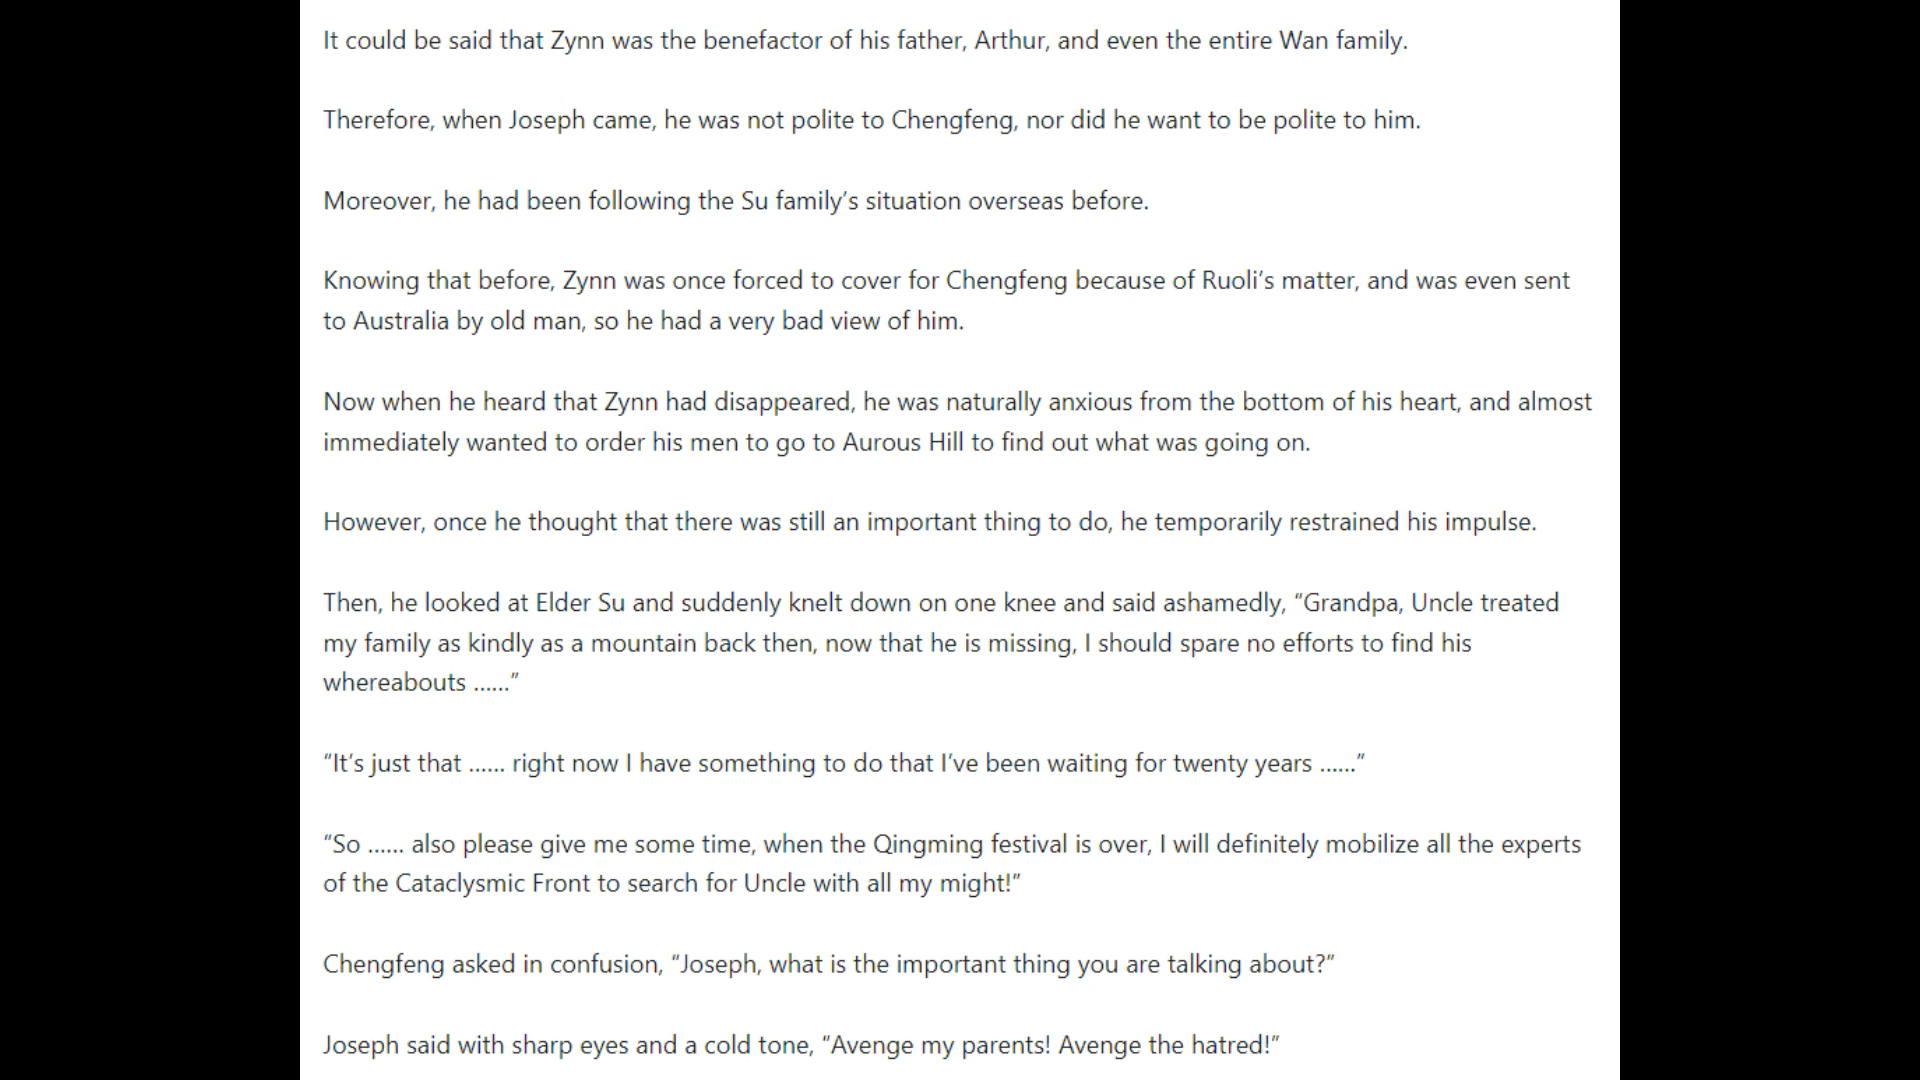 It could be said that Zynn was the benefactor of his father, Arthur, and even the entire Wan family.
Therefore, when Joseph came, he was not polite to Chengfeng, nor did he want to be polite to him.
Moreover, he had been following the Su family’s situation overseas before.
Knowing that before, Zynn was once forced to cover for Chengfeng because of Ruoli’s matter, and was even sent
to Australia by old man, so he had a very bad view of him.
Now when he heard that Zynn had disappeared, he was naturally anxious from the bottom of his heart, and almost
immediately wanted to order his men to go to Aurous Hill to find out what was going on.
However, once he thought that there was still an important thing to do, he temporarily restrained his impulse.
Then, he looked at Elder Su and suddenly knelt down on one knee and said ashamedly, “Grandpa, Uncle treated
my family as kindly as a mountain back then, now that he is missing, I should spare no efforts to find his
whereabouts ……”
“It’s just that …… right now I have something to do that I’ve been waiting for twenty years ……”
“So …… also please give me some time, when the Qingming festival is over, I will definitely mobilize all the experts
of the Cataclysmic Front to search for Uncle with all my might!”
Chengfeng asked in confusion, “Joseph, what is the important thing you are talking about?”
Joseph said with sharp eyes and a cold tone, “Avenge my parents! Avenge the hatred!”